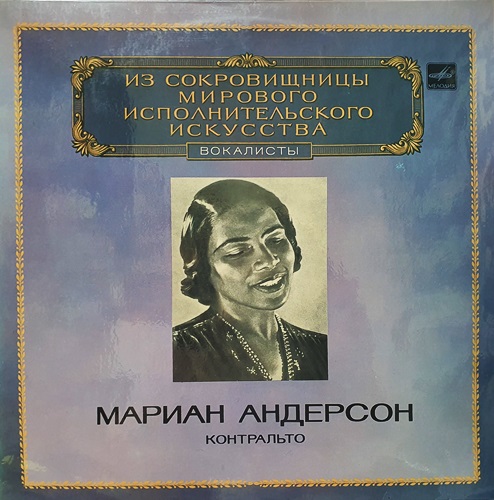 ИЗ СОКРОВИЩНИЦЫ
МИРОВОГО
ИСПОЛНИТЕЛЬСКОГО
ИСКУССТВА
ВОКАЛИСТЫ
МЕЛОДИЯ
МАРИАН АНДЕРСОН
КОНТРАЛЬТО